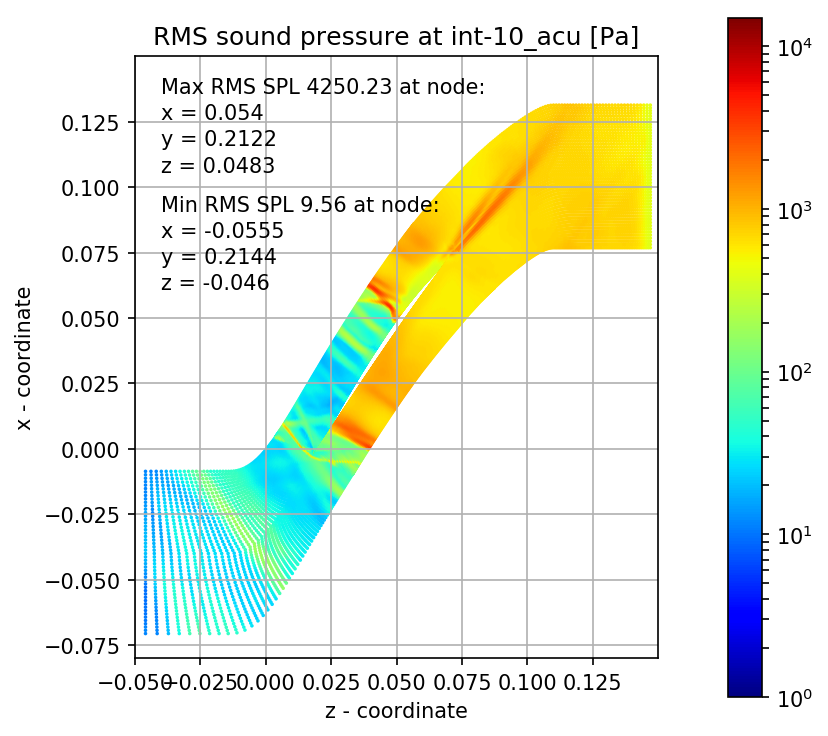 RMS sound pressure at int-10_acu [Pa]
Max RMS SPL 4250.23 at node:
x = 0.054
y = 0.2122
z = 0.0483
Min RMS SPL 9.56 at node:
x = -0.0555
y = 0.2144
z = -0.046
x - coordinate
0.125
0.100
0.075
0.050
0.025
0.000
−0.025
−0.050
−0.075
−0.050 −0.025 0.000 0.025 0.050 0.075 0.100 0.125
z - coordinate
10⁴
10³
10²
10¹
10⁰